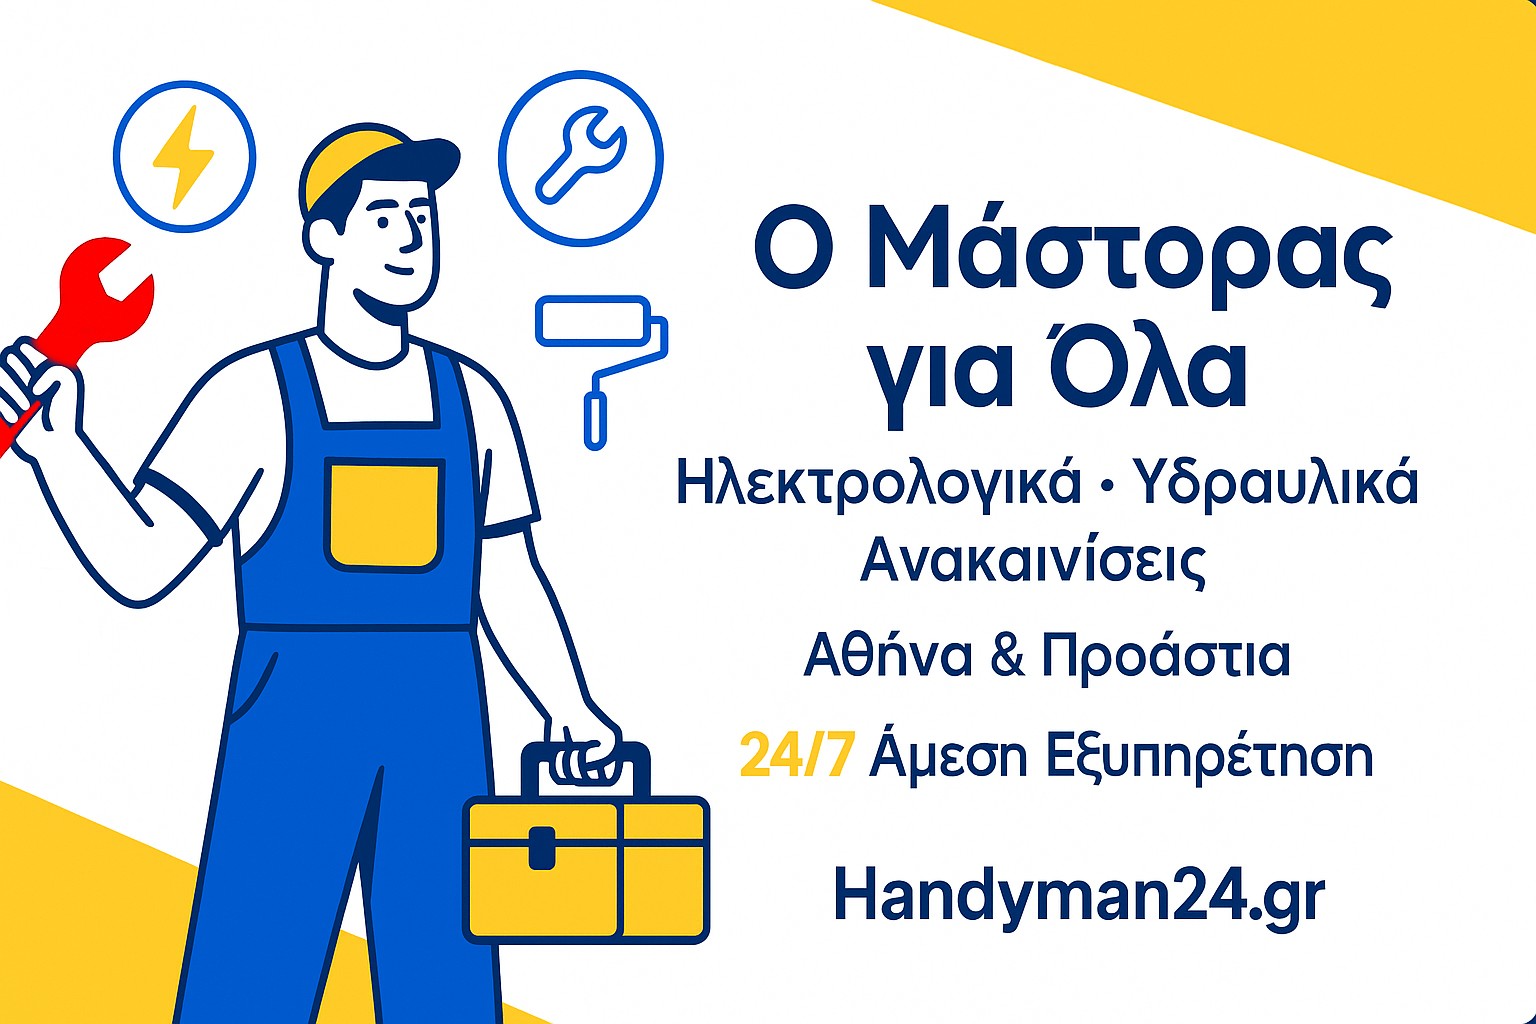 Ο Μάστορας
για Όλα
Ηλεκτρολογικά • Υδραυλικά
Ανακαινίσεις
Αθήνα & Προάστια
24/7 Άμεση Εξυπηρέτηση
Handyman24.gr